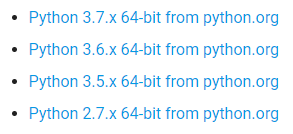 Python 3.7.x 64-bit from python.org
Python 3.6.x 64-bit from python.org
Python 3.5.x 64-bit from python.org
Python 2.7.x 64-bit from python.org